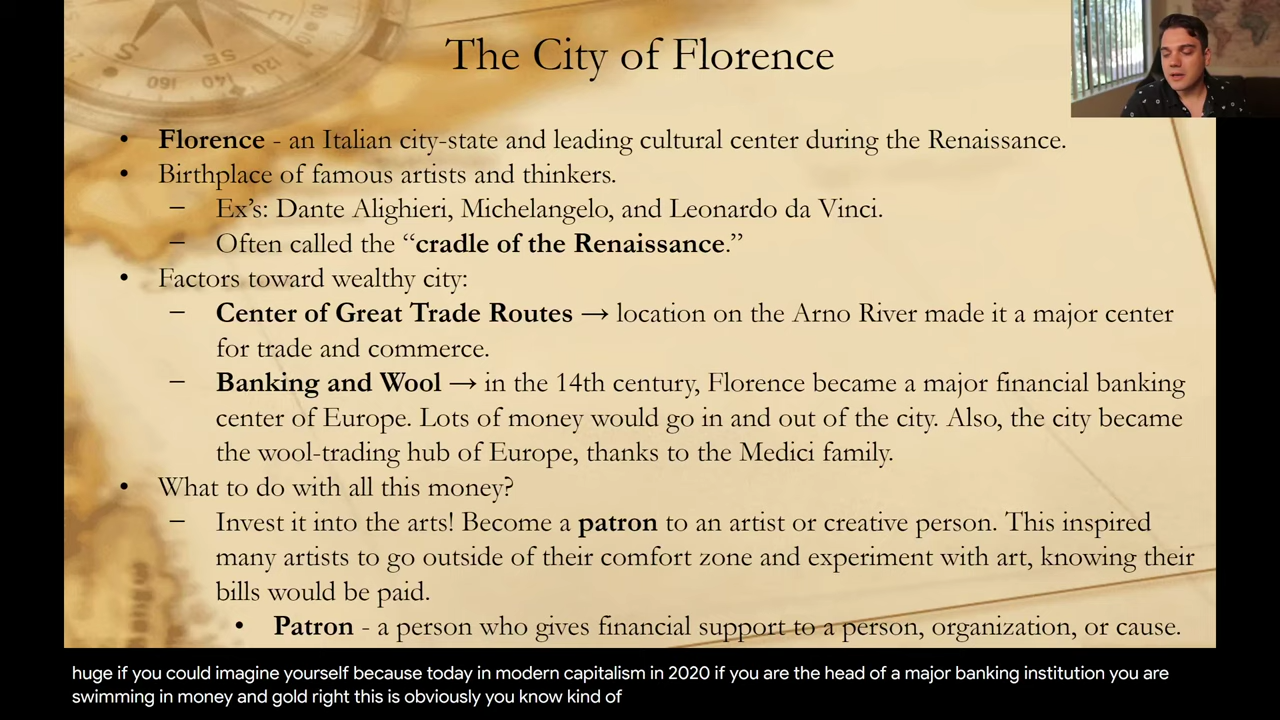 The City of Florence
• Florence - an Italian city-state and leading cultural center during the Renaissance.
• Birthplace of famous artists and thinkers.
– Ex's: Dante Alighieri, Michelangelo, and Leonardo da Vinci.
– Often called the “cradle of the Renaissance.”
• Factors toward wealthy city:
– Center of Great Trade Routes → location on the Arno River made it a major center
for trade and commerce.
– Banking and Wool → in the 14th century, Florence became a major financial banking
center of Europe. Lots of money would go in and out of the city. Also, the city became
the wool-trading hub of Europe, thanks to the Medici family.
• What to do with all this money?
– Invest it into the arts! Become a patron to an artist or creative person. This inspired
many artists to go outside of their comfort zone and experiment with art, knowing their
bills would be paid.
• Patron - a person who gives financial support to a person, organization, or cause.
huge if you could imagine yourself because today in modern capitalism in 2020 if you are the head of a major banking institution you are
swimming in money and gold right this is obviously you know kind of
S
SE
E
160
140
120
80